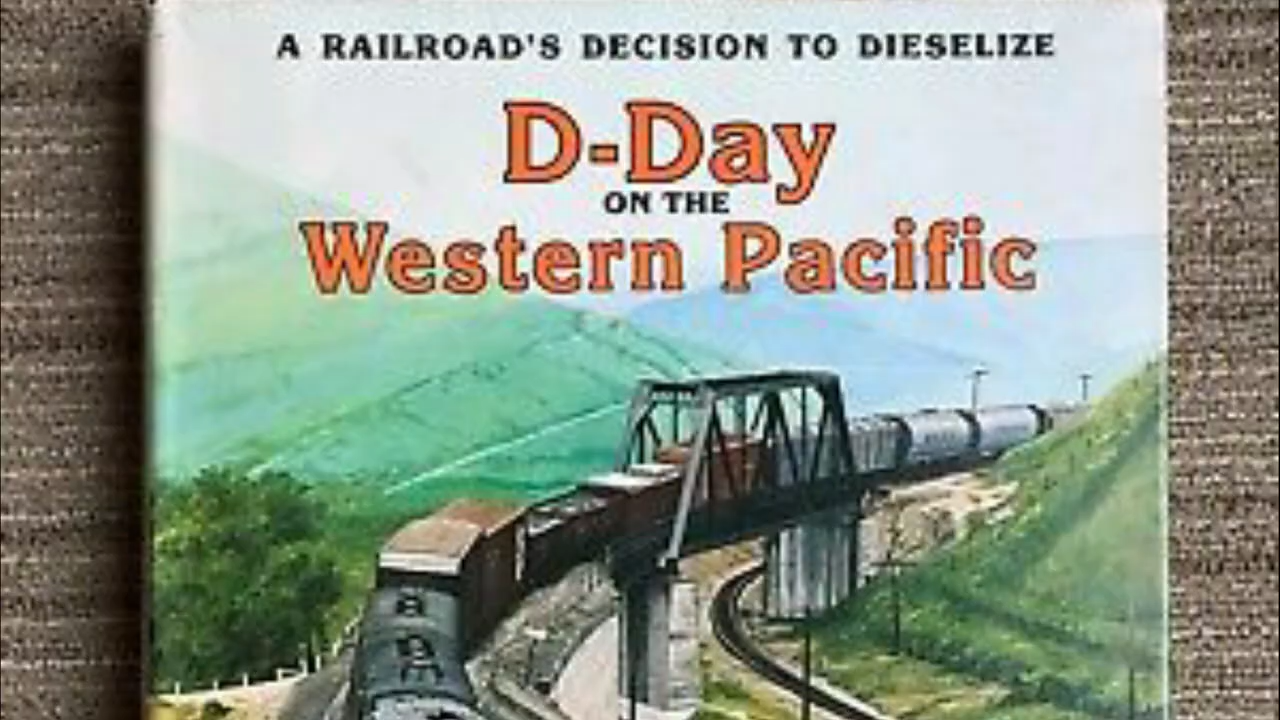 A RAILROAD'S DECISION TO DIESELIZE
D-Day
ON THE
Western Pacific